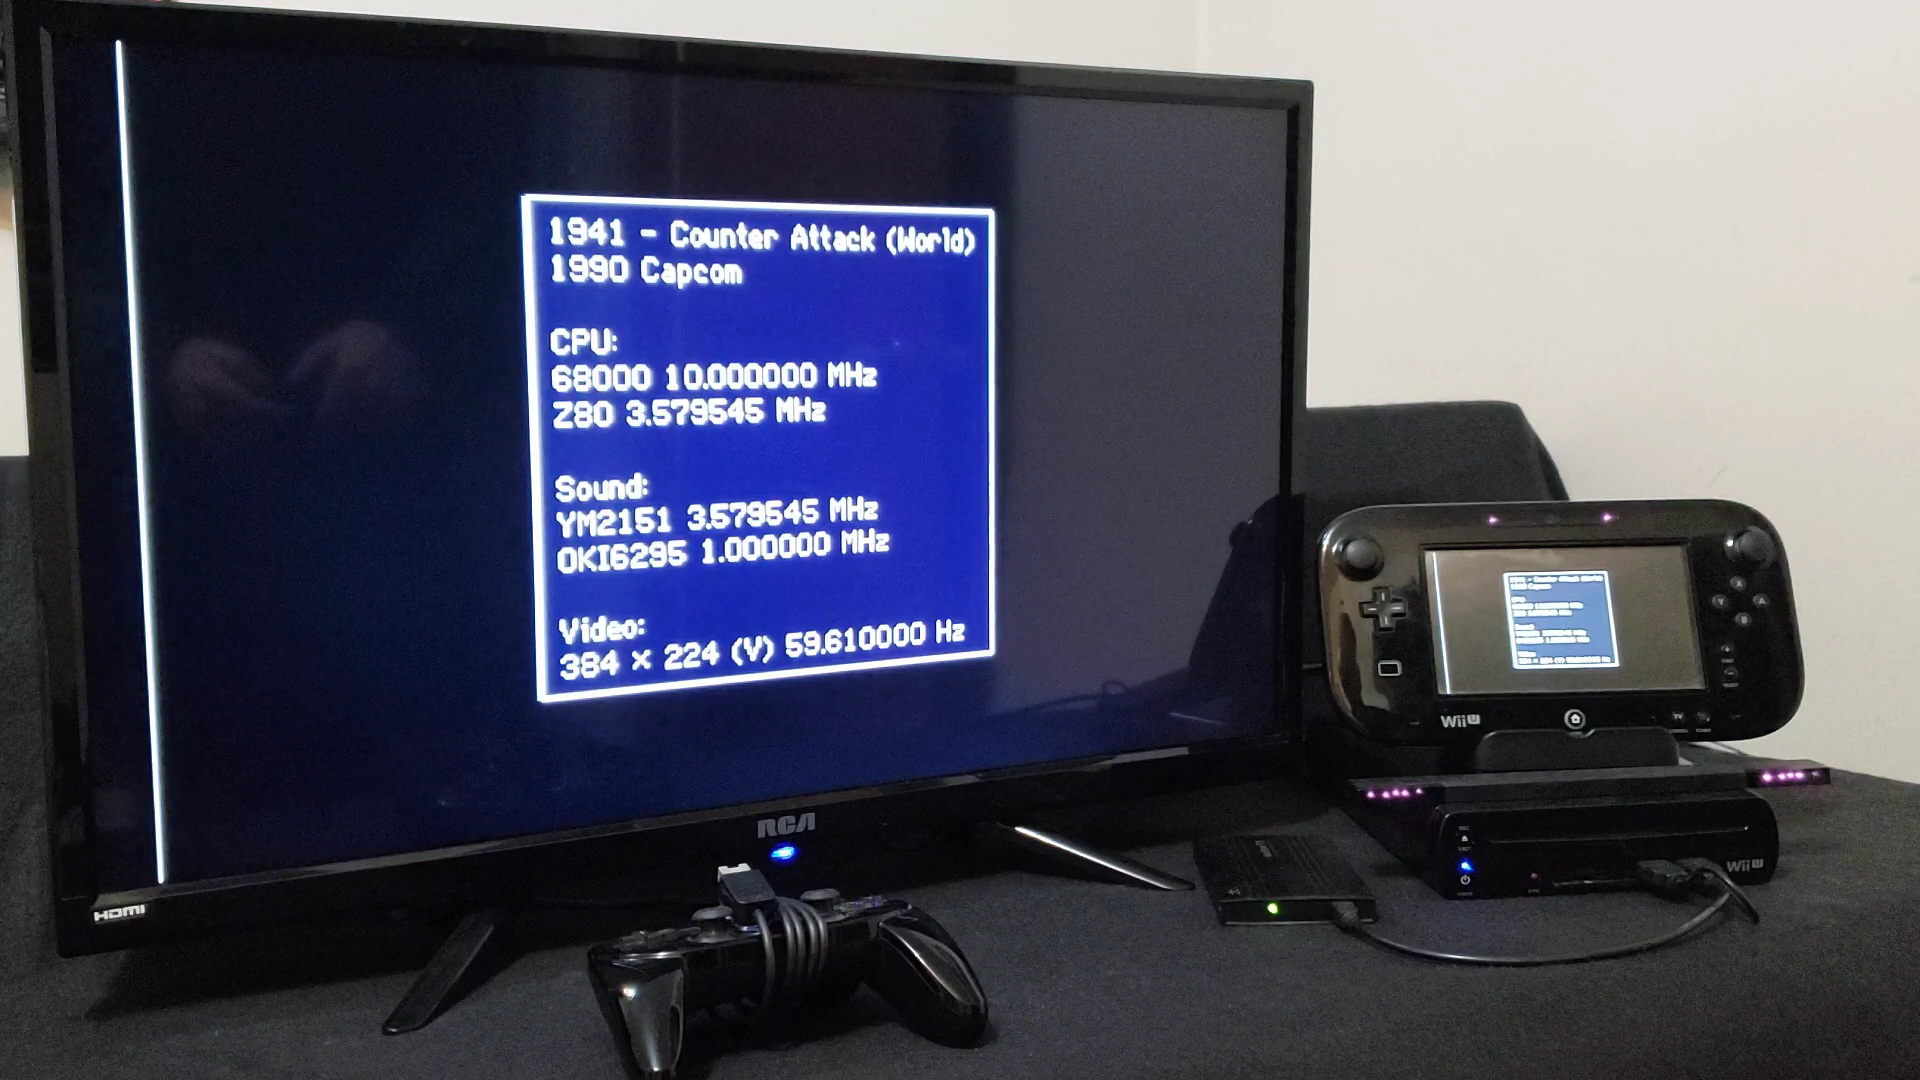 1941 - Counter Attack (World)
1990 Capcom
CPU:
68000 10.000000 MHz
Z80 3.579545 MHz
Sound:
YM2151 3.579545 MHz
OKI6295 1.000000 MHz
Video:
384 × 224 (V) 59.610000 Hz
RCA
HDMI
Wii U
TV
Wii U